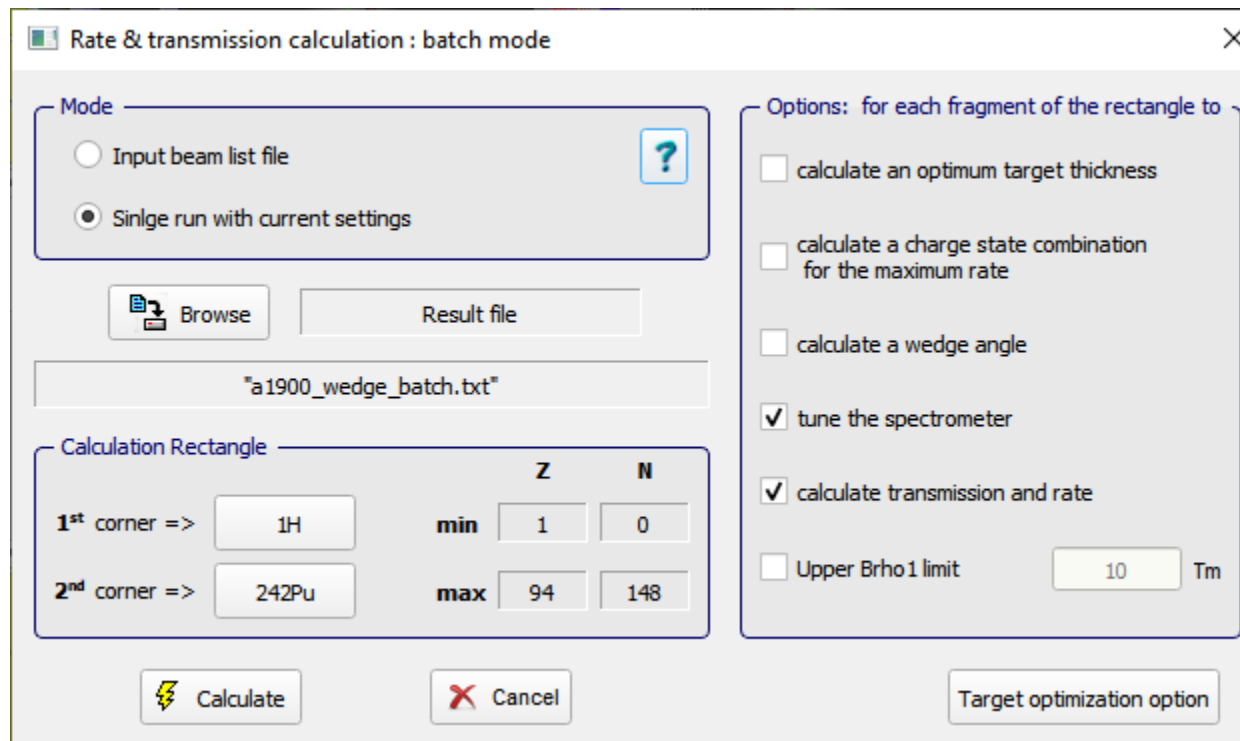 Rate & transmission calculation : batch mode
Mode
Input beam list file
?
Sinlge run with current settings
Browse
Result file
"a1900_wedge_batch.txt"
Calculation Rectangle
Z N
1st corner => 1H min 1 0
2nd corner => 242Pu max 94 148
Calculate
Cancel
Options: for each fragment of the rectangle to
calculate an optimum target thickness
calculate a charge state combination
for the maximum rate
calculate a wedge angle
tune the spectrometer
calculate transmission and rate
Upper Brho1 limit 10 Tm
Target optimization option